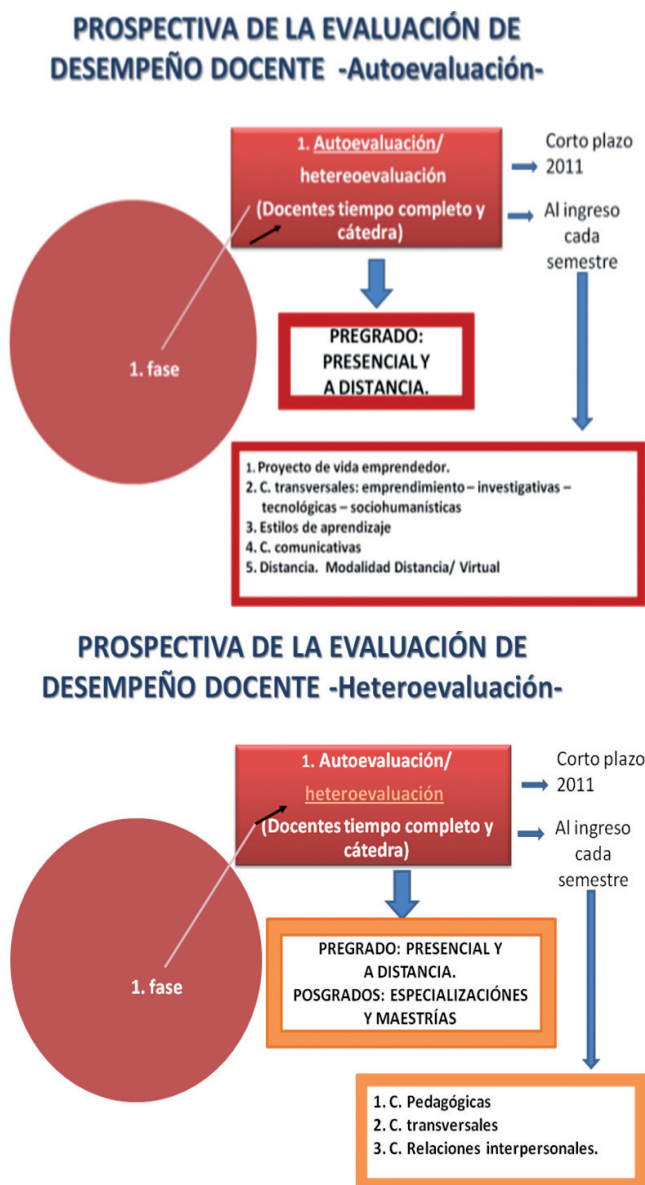 PROSPECTIVA DE LA EVALUACIÓN DE
DESEMPEÑO DOCENTE -Autoevaluación-
1. Autoevaluación/
hetereoevaluación
(Docentes tiempo completo y
cátedra)
Corto plazo
2011
Al ingreso
cada
semestre
1. fase
PREGRADO:
PRESENCIAL Y
A DISTANCIA.
1. Proyecto de vida emprendedor.
2. C. transversales: emprendimiento – investigativas –
tecnológicas – sociohumanísticas
3. Estilos de aprendizaje
4. C. comunicativas
5. Distancia. Modalidad Distancia/ Virtual
PROSPECTIVA DE LA EVALUACIÓN DE
DESEMPEÑO DOCENTE -Heteroevaluación-
1. Autoevaluación/
heteroevaluación
(Docentes tiempo completo y
cátedra)
Corto plazo
2011
Al ingreso
cada
semestre
1. fase
PREGRADO: PRESENCIAL Y
A DISTANCIA.
POSGRADOS: ESPECIALIZACIÓNES
Y MAESTRÍAS
1. C. Pedagógicas
2. C. transversales
3. C. Relaciones interpersonales.